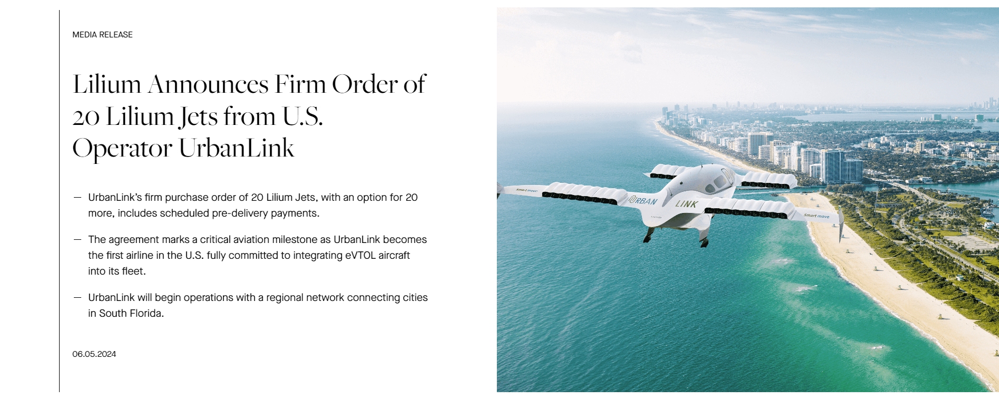 MEDIA RELEASE
Lilium Announces Firm Order of
20 Lilium Jets from U.S.
Operator UrbanLink
— UrbanLink’s firm purchase order of 20 Lilium Jets, with an option for 20
more, includes scheduled pre-delivery payments.
— The agreement marks a critical aviation milestone as UrbanLink becomes
the first airline in the U.S. fully committed to integrating eVTOL aircraft
into its fleet.
— UrbanLink will begin operations with a regional network connecting cities
in South Florida.
06.05.2024
smart move
URBAN LINK
LILIUM
smart move